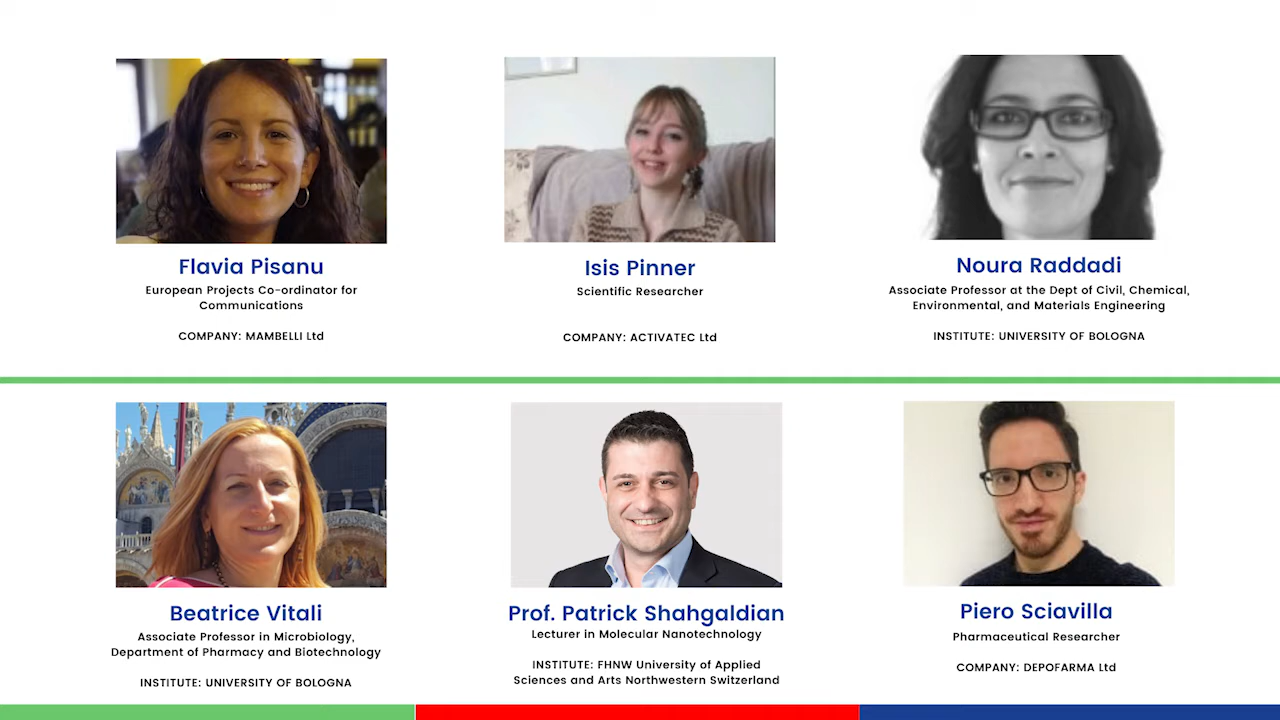 Flavia Pisanu
European Projects Co-ordinator for
Communications
COMPANY: MAMBELLI Ltd
Isis Pinner
Scientific Researcher
COMPANY: ACTIVATEC Ltd
Noura Raddadi
Associate Professor at the Dept of Civil, Chemical,
Environmental, and Materials Engineering
INSTITUTE: UNIVERSITY OF BOLOGNA
Beatrice Vitali
Associate Professor in Microbiology,
Department of Pharmacy and Biotechnology
INSTITUTE: UNIVERSITY OF BOLOGNA
Prof. Patrick Shahgaldian
Lecturer in Molecular Nanotechnology
INSTITUTE: FHNW University of Applied
Sciences and Arts Northwestern Switzerland
Piero Sciavilla
Pharmaceutical Researcher
COMPANY: DEPOFARMA Ltd